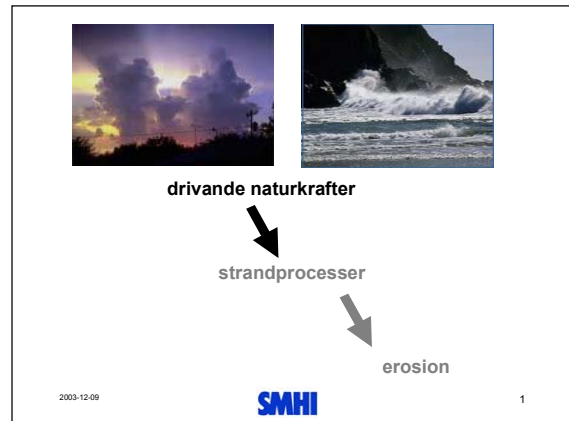 drivande naturkrafter
strandprocesser
erosion
2003-12-09
SMHI
1